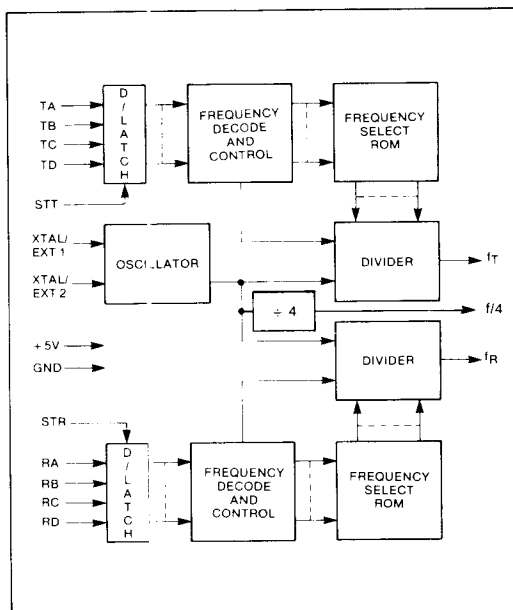 TA
TB
TC
TD
STT
D/LATCH
FREQUENCY
DECODE
AND
CONTROL
FREQUENCY
SELECT
ROM
XTAL/
EXT 1
XTAL/
EXT 2
OSCILLATOR
DIVIDER
fT
÷ 4
f/4
+5V
GND
DIVIDER
fR
STR
RA
RB
RC
RD
D/LATCH
FREQUENCY
DECODE
AND
CONTROL
FREQUENCY
SELECT
ROM